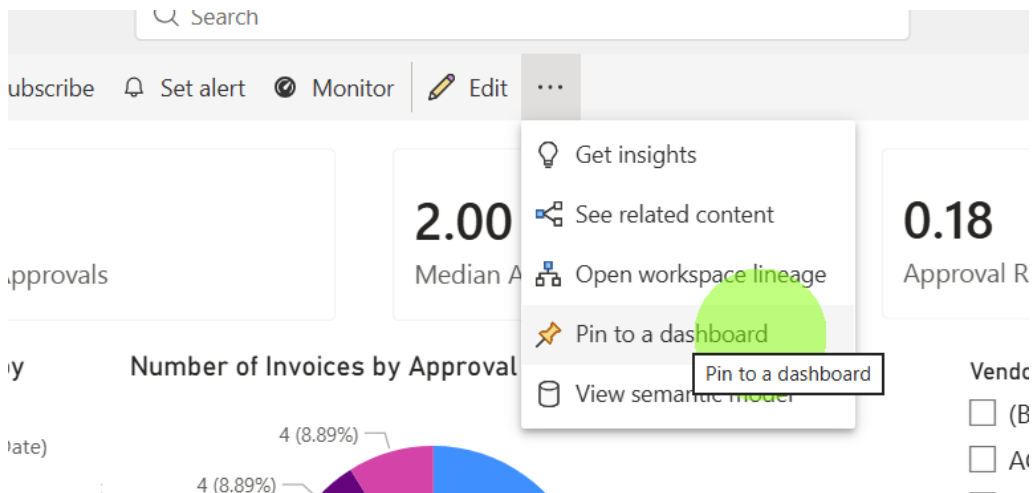 Search
ubscribe Set alert Monitor Edit ...
Get insights
2.00 See related content 0.18
pprovals Median A Open workspace lineage Approval R
Pin to a dashboard
y Number of Invoices by Approval Pin to a dashboard Vendo
View semantic model
(B
Date) 4 (8.89%)
AC
4 (8.89%)